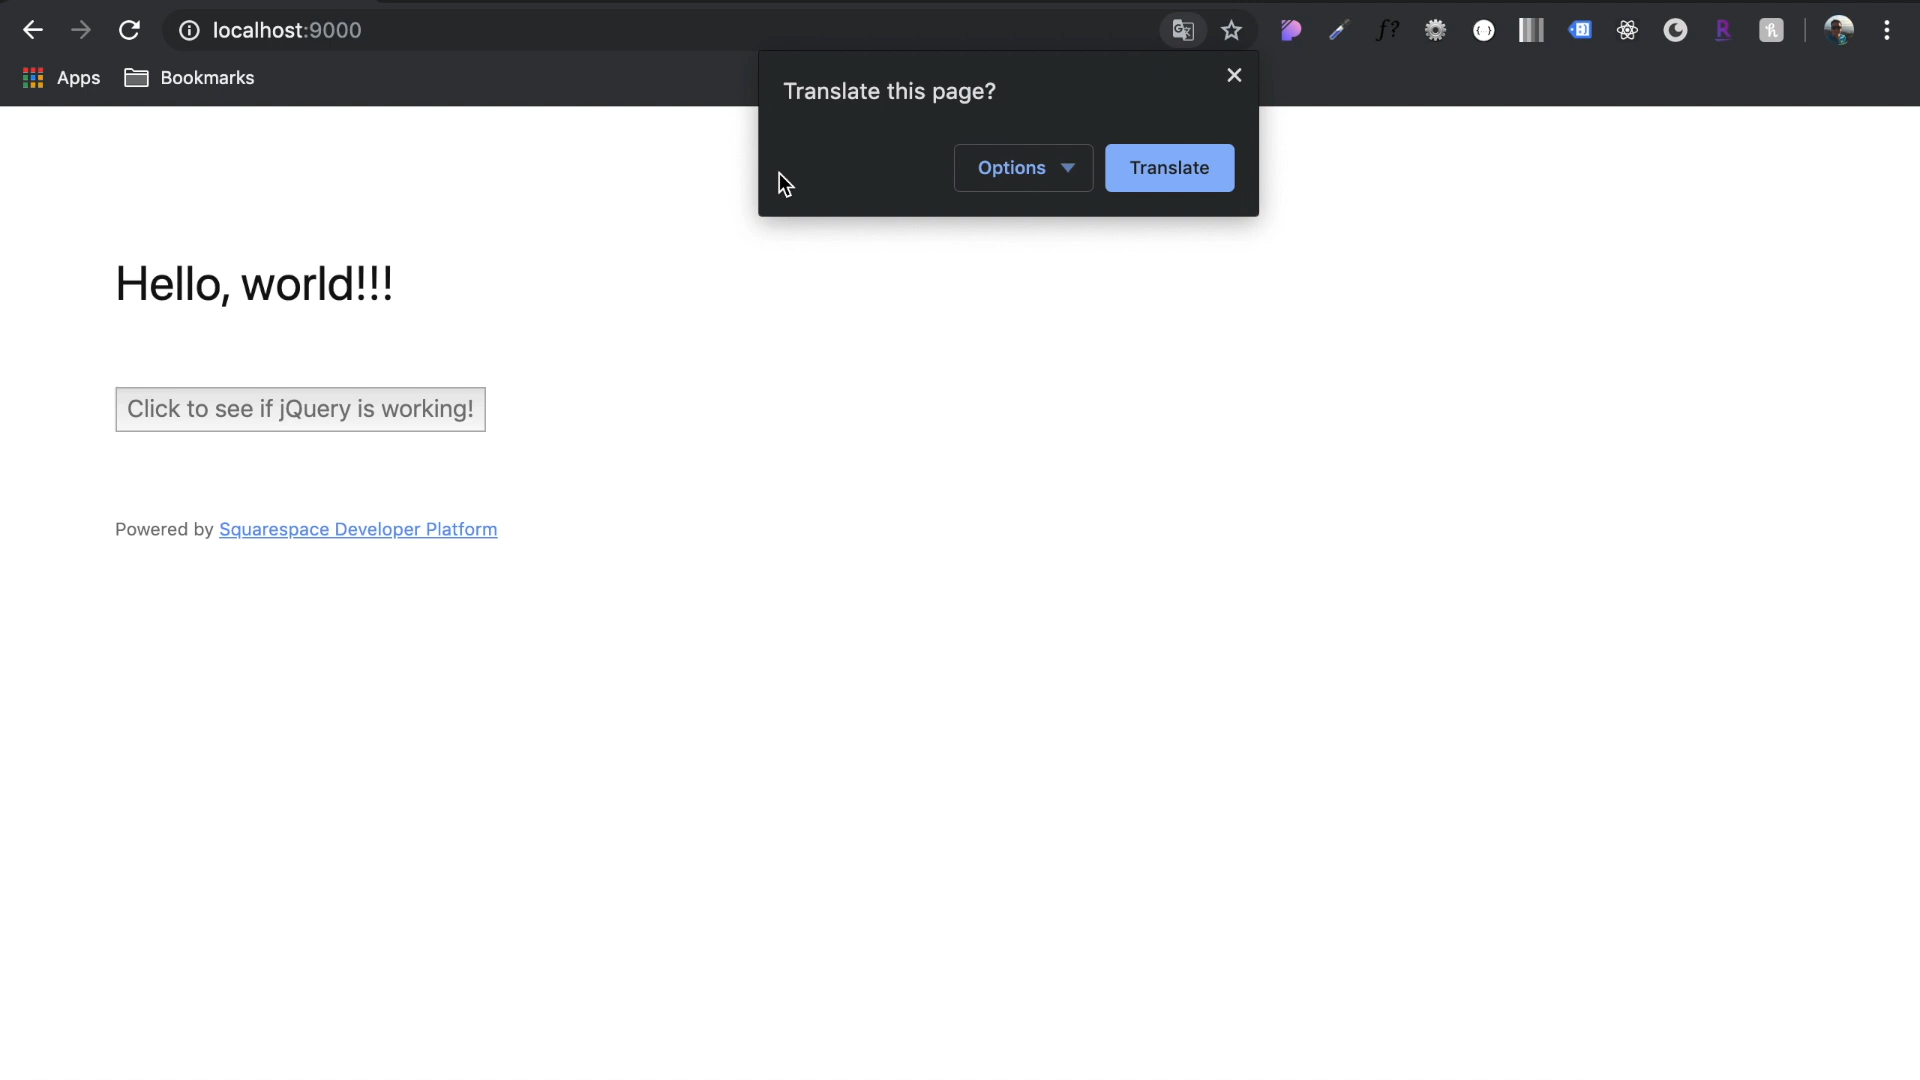 localhost:9000
Apps
Bookmarks
Translate this page?
Options
Translate
Hello, world!!!
Click to see if jQuery is working!
Powered by Squarespace Developer Platform